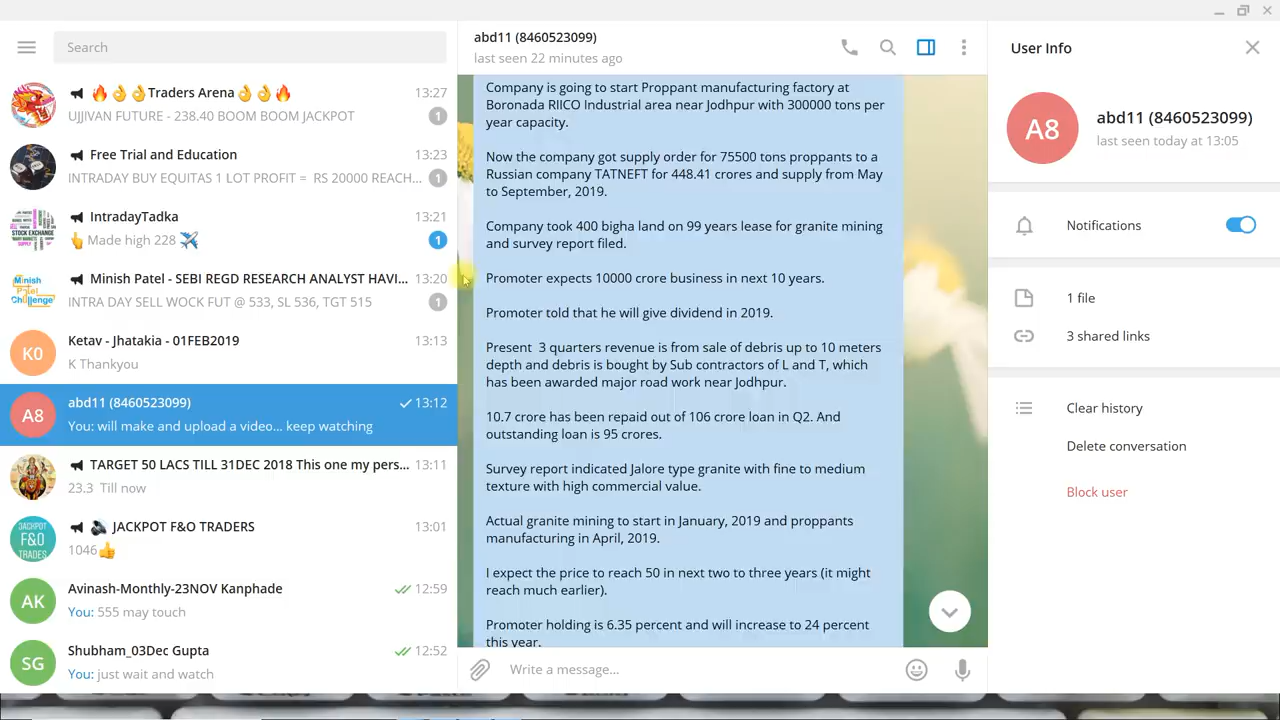 Search
🔥👌👌Traders Arena👌👌🔥
13:27
UJJIVAN FUTURE - 238.40 BOOM BOOM JACKPOT
1
Free Trial and Education
13:23
INTRADAY BUY EQUITAS 1 LOT PROFIT = RS 20000 REACH...
1
STOCK EXCHANGE
IntradayTadka
13:21
👆Made high 228 ✈️
1
Minish Patel Challenge
Minish Patel - SEBI REGD RESEARCH ANALYST HAVI...
13:20
INTRA DAY SELL WOCK FUT @ 533, SL 536, TGT 515
1
K0
Ketav - Jhatakia - 01FEB2019
13:13
K Thankyou
A8
abd11 (8460523099)
13:12
You: will make and upload a video... keep watching
TARGET 50 LACS TILL 31DEC 2018 This one my pers...
13:11
23.3 Till now
JACKPOT F&O TRADES
🔊 JACKPOT F&O TRADERS
13:01
1046👍
AK
Avinash-Monthly-23NOV Kanphade
12:59
You: 555 may touch
SG
Shubham_03Dec Gupta
12:52
You: just wait and watch
abd11 (8460523099)
last seen 22 minutes ago
Company is going to start Proppant manufacturing factory at
Boronada RIICO Industrial area near Jodhpur with 300000 tons per
year capacity.
Now the company got supply order for 75500 tons proppants to a
Russian company TATNEFT for 448.41 crores and supply from May
to September, 2019.
Company took 400 bigha land on 99 years lease for granite mining
and survey report filed.
Promoter expects 10000 crore business in next 10 years.
Promoter told that he will give dividend in 2019.
Present 3 quarters revenue is from sale of debris up to 10 meters
depth and debris is bought by Sub contractors of L and T, which
has been awarded major road work near Jodhpur.
10.7 crore has been repaid out of 106 crore loan in Q2. And
outstanding loan is 95 crores.
Survey report indicated Jalore type granite with fine to medium
texture with high commercial value.
Actual granite mining to start in January, 2019 and proppants
manufacturing in April, 2019.
I expect the price to reach 50 in next two to three years (it might
reach much earlier).
Promoter holding is 6.35 percent and will increase to 24 percent
this year.
Write a message...
User Info
A8
abd11 (8460523099)
last seen today at 13:05
Notifications
1 file
3 shared links
Clear history
Delete conversation
Block user